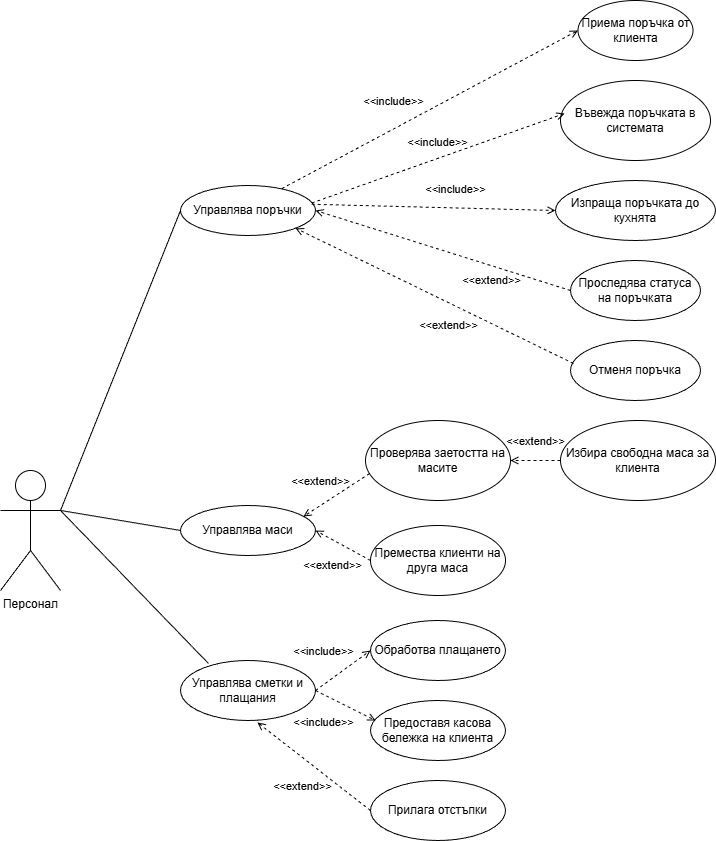 Приема поръчка от
клиента
<<include>>
Въвежда поръчката в
системата
<<include>>
<<include>>
Управлява поръчки
Изпраща поръчката до
кухнята
<<extend>>
Проследява статуса
на поръчката
<<extend>>
Отменя поръчка
Проверява заетостта на
масите
<<extend>>
Избира свободна маса за
клиента
<<extend>>
Управлява маси
<<extend>>
Премества клиенти на
друга маса
Персонал
<<include>>
Обработва плащането
Управлява сметки и
плащания
<<include>>
Предоставя касова
бележка на клиента
<<extend>>
Прилага отстъпки